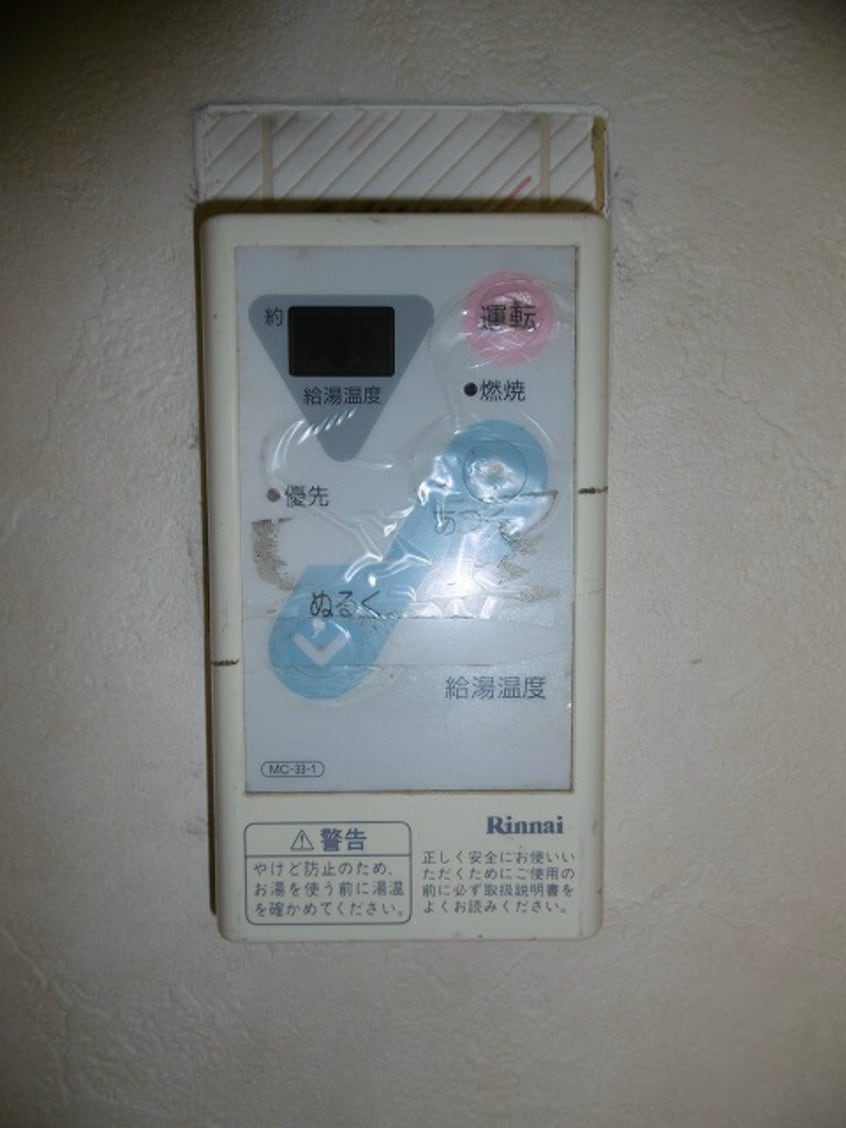 約
運転
給湯温度
燃焼
優先
あつく
ぬるく
給湯温度
MC-33-1
Rinnai
警告
やけど防止のため、
お湯を使う前に湯温
を確かめてください。
正しく安全にお使いい
ただくためにご使用の
前に必ず取扱説明書を
よくお読みください。